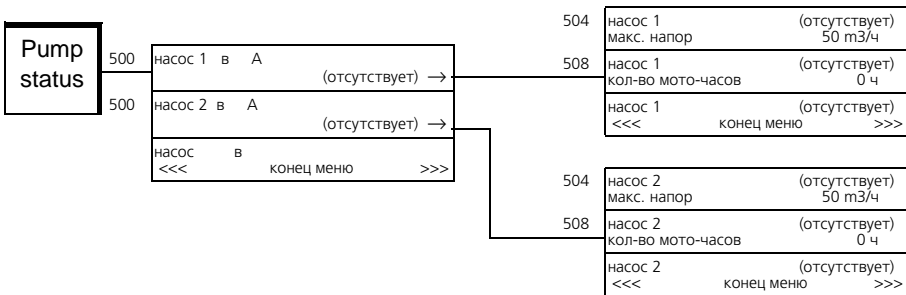 Pump
status
500 насос 1 в А
(отсутствует) →
500 насос 2 в А
(отсутствует) →
насос в
<<< конец меню >>>
504 насос 1 (отсутствует)
макс. напор 50 m3/ч
508 насос 1 (отсутствует)
кол-во мото-часов 0 ч
насос 1 (отсутствует)
<<< конец меню >>>
504 насос 2 (отсутствует)
макс. напор 50 m3/ч
508 насос 2 (отсутствует)
кол-во мото-часов 0 ч
насос 2 (отсутствует)
<<< конец меню >>>